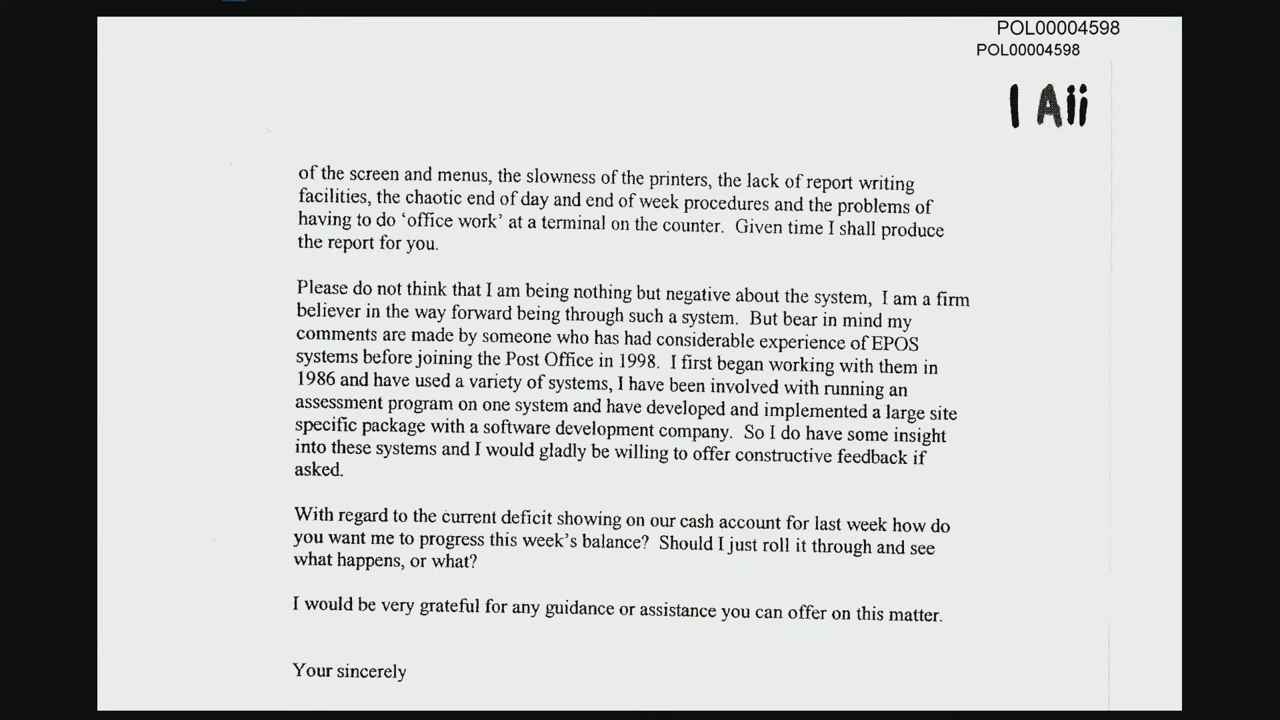 POL00004598
POL00004598
I Aii
of the screen and menus, the slowness of the printers, the lack of report writing
facilities, the chaotic end of day and end of week procedures and the problems of
having to do ‘office work’ at a terminal on the counter.  Given time I shall produce
the report for you.
Please do not think that I am being nothing but negative about the system,  I am a firm
believer in the way forward being through such a system.  But bear in mind my
comments are made by someone who has had considerable experience of EPOS
systems before joining the Post Office in 1998.  I first began working with them in
1986 and have used a variety of systems, I have been involved with running an
assessment program on one system and have developed and implemented a large site
specific package with a software development company.  So I do have some insight
into these systems and I would gladly be willing to offer constructive feedback if
asked.
With regard to the current deficit showing on our cash account for last week how do
you want me to progress this week’s balance?  Should I just roll it through and see
what happens, or what?
I would be very grateful for any guidance or assistance you can offer on this matter.
Your sincerely